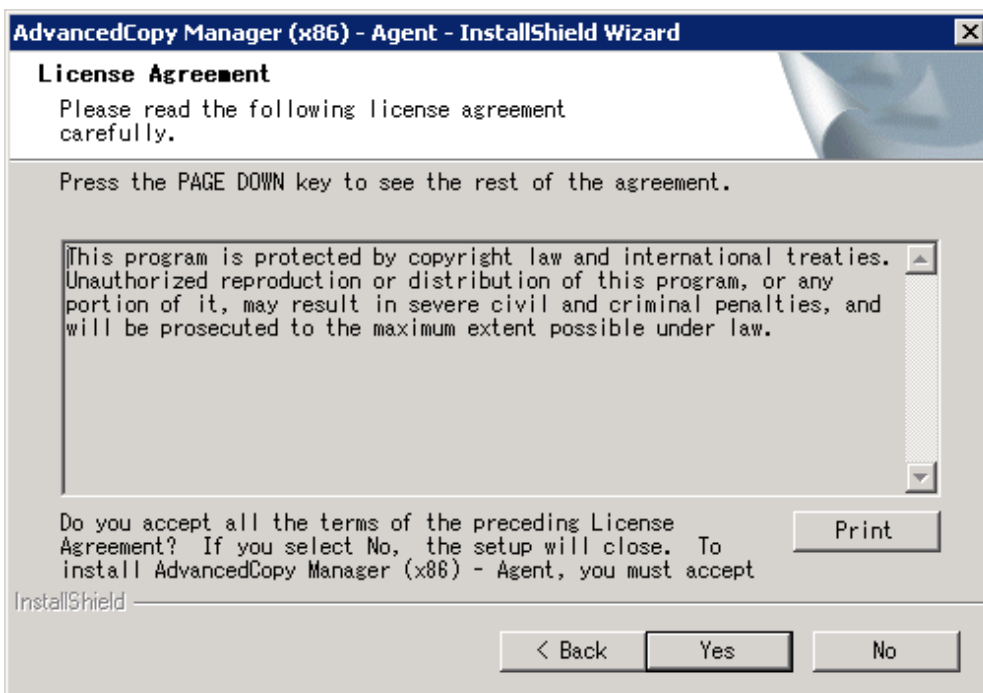 AdvancedCopy Manager (x86) - Agent - InstallShield Wizard
License Agreement
Please read the following license agreement
carefully.
Press the PAGE DOWN key to see the rest of the agreement.
This program is protected by copyright law and international treaties.
Unauthorized reproduction or distribution of this program, or any
portion of it, may result in severe civil and criminal penalties, and
will be prosecuted to the maximum extent possible under law.
Do you accept all the terms of the preceding License
Agreement? If you select No, the setup will close. To
install AdvancedCopy Manager (x86) - Agent, you must accept
Print
InstallShield
< Back
Yes
No